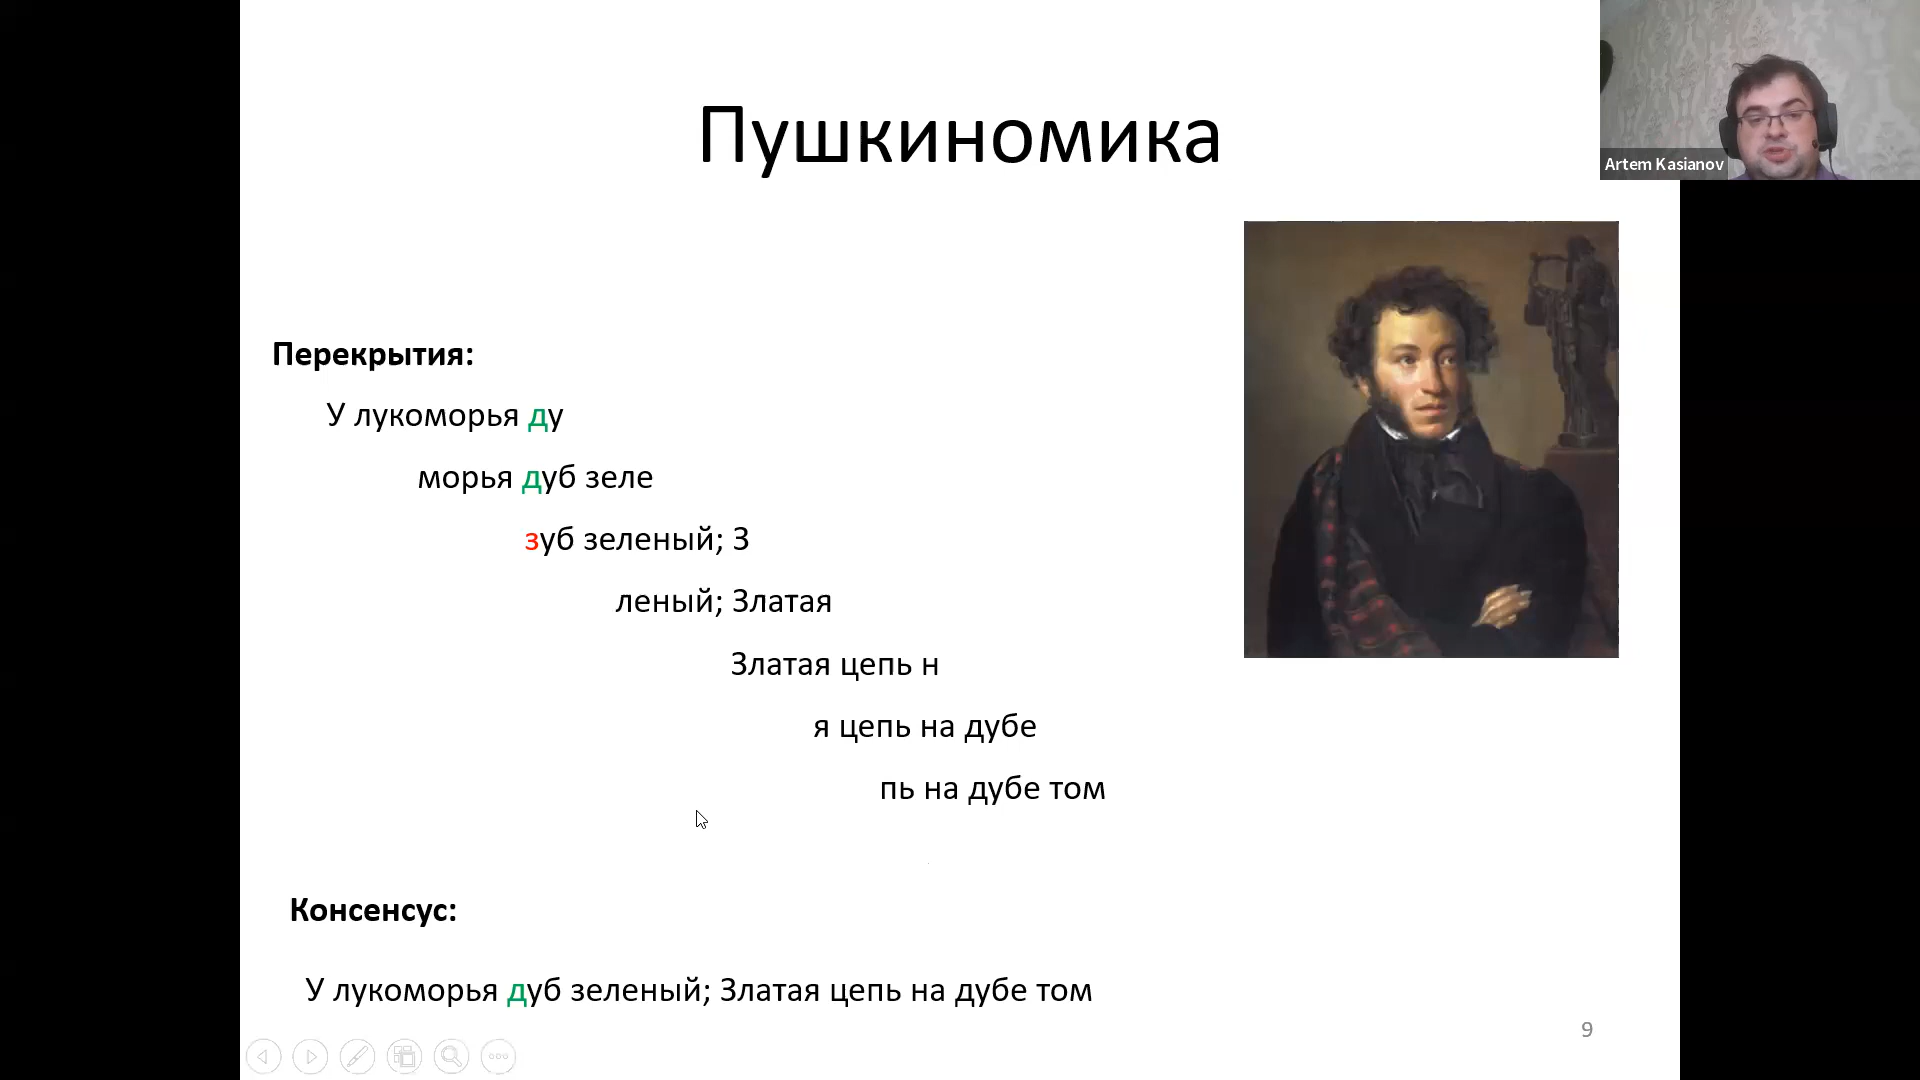 Пушкиномика
Artem Kasianov
Перекрытия:
У лукоморья ду
морья дуб зеле
зуб зеленый; З
леный; Златая
Златая цепь н
я цепь на дубе
пь на дубе том
Консенсус:
У лукоморья дуб зеленый; Златая цепь на дубе том
9